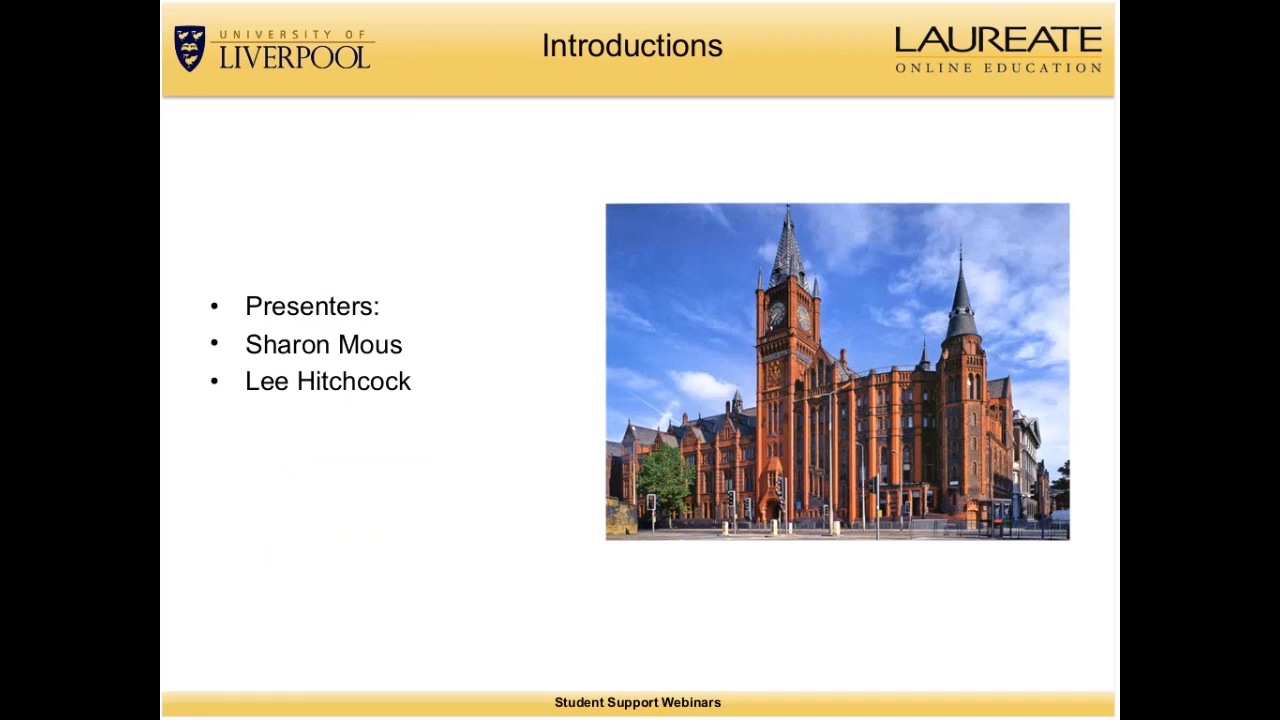 UNIVERSITY OF
LIVERPOOL
Introductions
LAUREATE
ONLINE EDUCATION
• Presenters:
• Sharon Mous
• Lee Hitchcock
Student Support Webinars